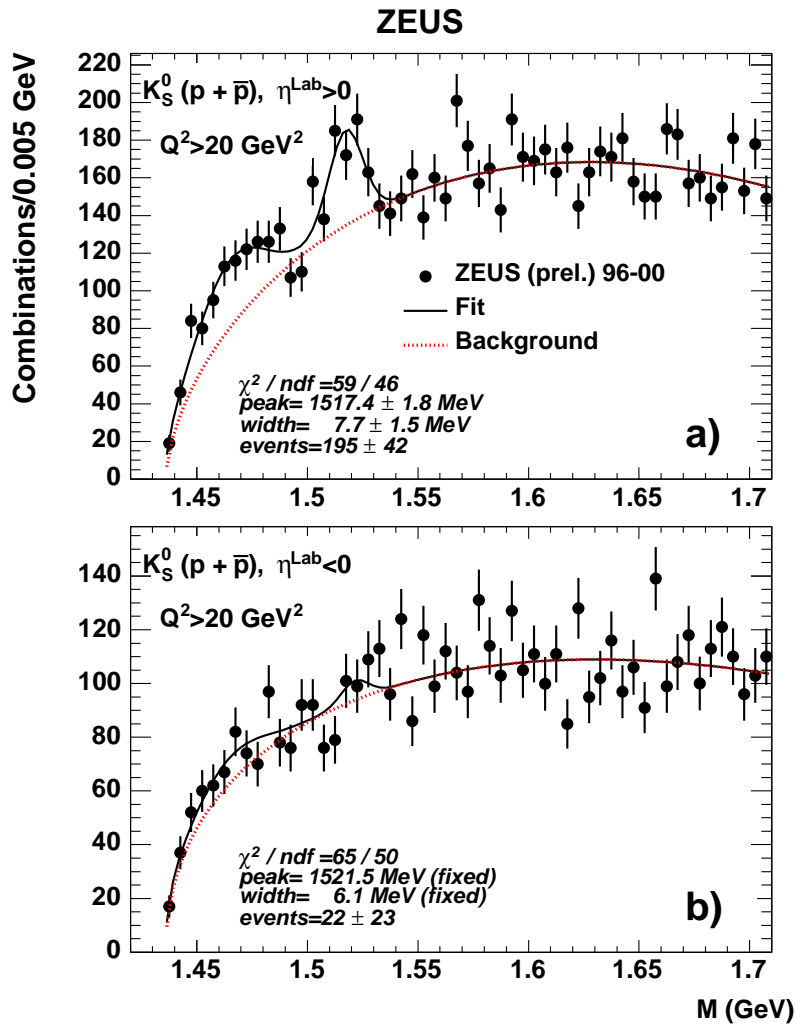 ZEUS
Combinations/0.005 GeV
220
200
180
160
140
120
100
80
60
40
20
0
K⁰_S (p + p̅), η^Lab>0
Q²>20 GeV²
ZEUS (prel.) 96-00
Fit
Background
χ² / ndf =59 / 46
peak= 1517.4 ± 1.8 MeV
width= 7.7 ± 1.5 MeV
events=195 ± 42
a)
1.45 1.5 1.55 1.6 1.65 1.7
140
120
100
80
60
40
20
0
K⁰_S (p + p̅), η^Lab<0
Q²>20 GeV²
χ² / ndf =65 / 50
peak= 1521.5 MeV (fixed)
width= 6.1 MeV (fixed)
events=22 ± 23
b)
1.45 1.5 1.55 1.6 1.65 1.7
M (GeV)